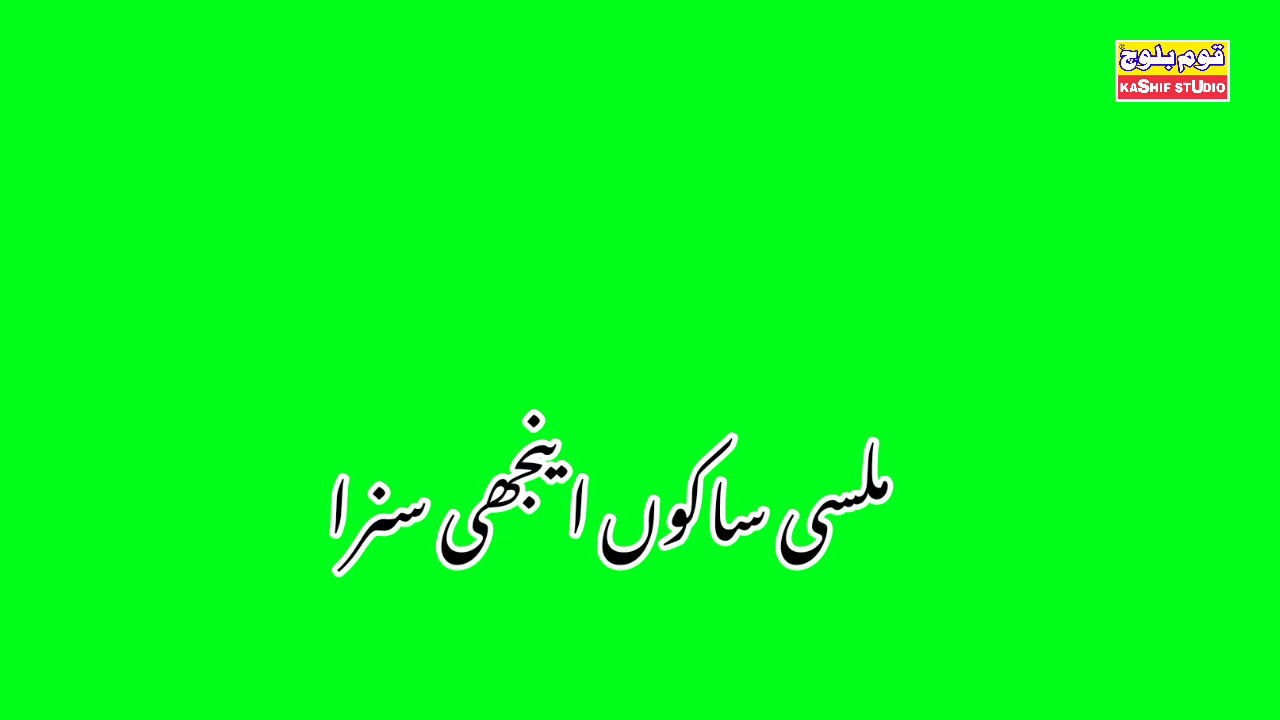 قوم بلوچ
KASHIF STUDIO
ملسی ساکوں اینجھی سزا